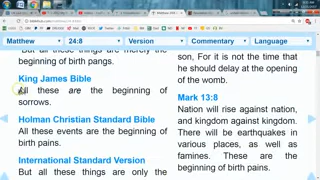 Matthew 24:8 Version Commentary Language
But all these things are merely the
beginning of birth pangs.
King James Bible
All these are the beginning of
sorrows.
Holman Christian Standard Bible
All these events are the beginning of
birth pains.
International Standard Version
But all these things are only the
son, For it is not the time that
he should delay at the opening
of the womb.
Mark 13:8
Nation will rise against nation,
and kingdom against kingdom.
There will be earthquakes in
various places, as well as
famines. These are the
beginning of birth pains.